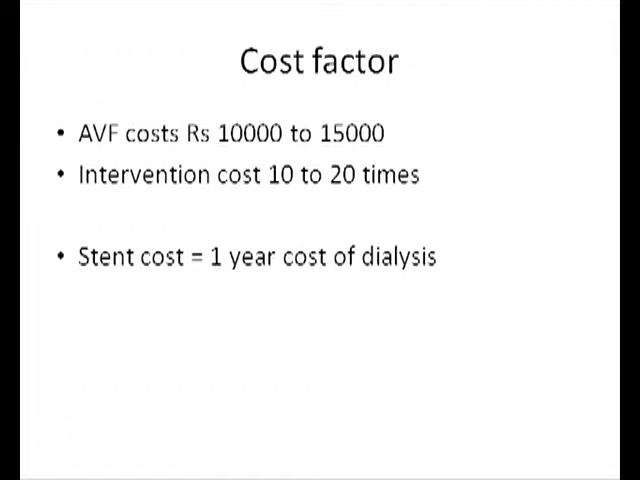 Cost factor
• AVF costs Rs 10000 to 15000
• Intervention cost 10 to 20 times
• Stent cost = 1 year cost of dialysis